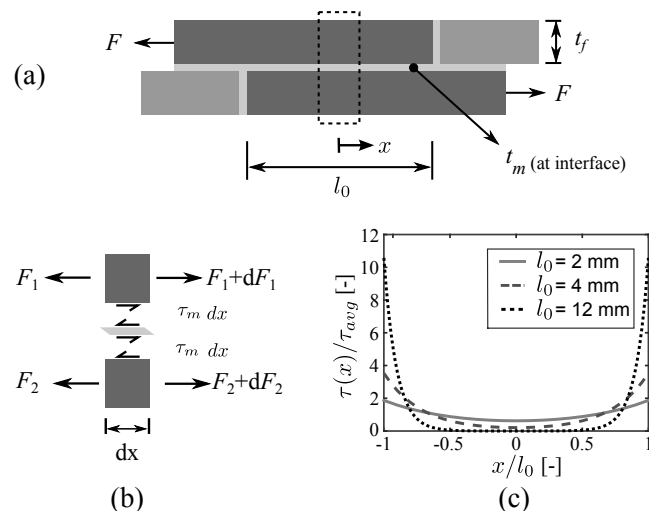 (a)
F
t_f
F
x
l_0
t_m (at interface)
F_1
F_1+dF_1
τ_m dx
τ_m dx
F_2
F_2+dF_2
dx
(b)
12
10
8
6
4
2
0
τ(x)/τ_avg [-]
l_0 = 2 mm
l_0 = 4 mm
l_0 = 12 mm
-1
-0.5
0
0.5
1
x/l_0 [-]
(c)